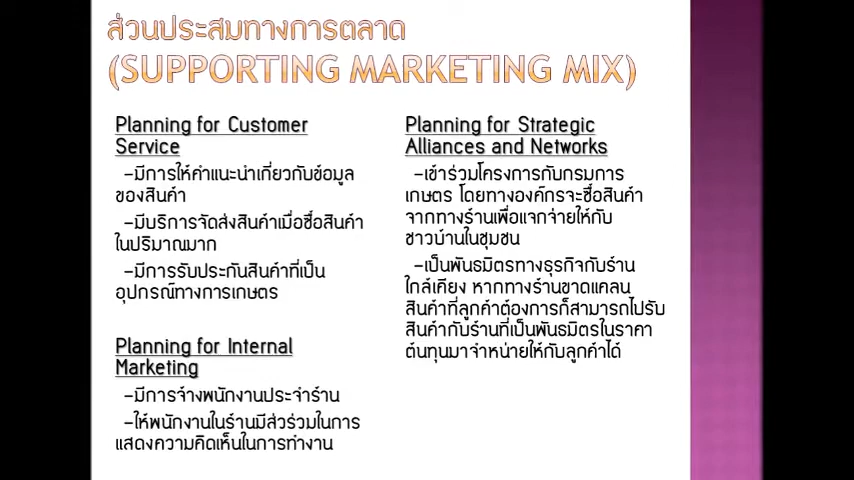 ส่วนประสมทางการตลาด
(SUPPORTING MARKETING MIX)
Planning for Customer
Service
-มีการให้คำแนะนำเกี่ยวกับข้อมูล
ของสินค้า
-มีบริการจัดส่งสินค้าเมื่อซื้อสินค้า
ในปริมาณมาก
-มีการรับประกันสินค้าที่เป็น
อุปกรณ์ทางการเกษตร
Planning for Internal
Marketing
-มีการจ้างพนักงานประจำร้าน
-ให้พนักงานในร้านมีส่วร่วมในการ
แสดงความคิดเห็นในการทำงาน
Planning for Strategic
Alliances and Networks
-เข้าร่วมโครงการกับกรมการ
เกษตร โดยทางองค์กรจะซื้อสินค้า
จากทางร้านเพื่อแจกจ่ายให้กับ
ชาวบ้านในชุมชน
-เป็นพันธมิตรทางธุรกิจกับร้าน
ใกล้เคียง หากทางร้านขาดแคลน
สินค้าที่ลูกค้าต้องการก็สามารถไปรับ
สินค้ากับร้านที่เป็นพันธมิตรในราคา
ต้นทุนมาจำหน่ายให้กับลูกค้าได้